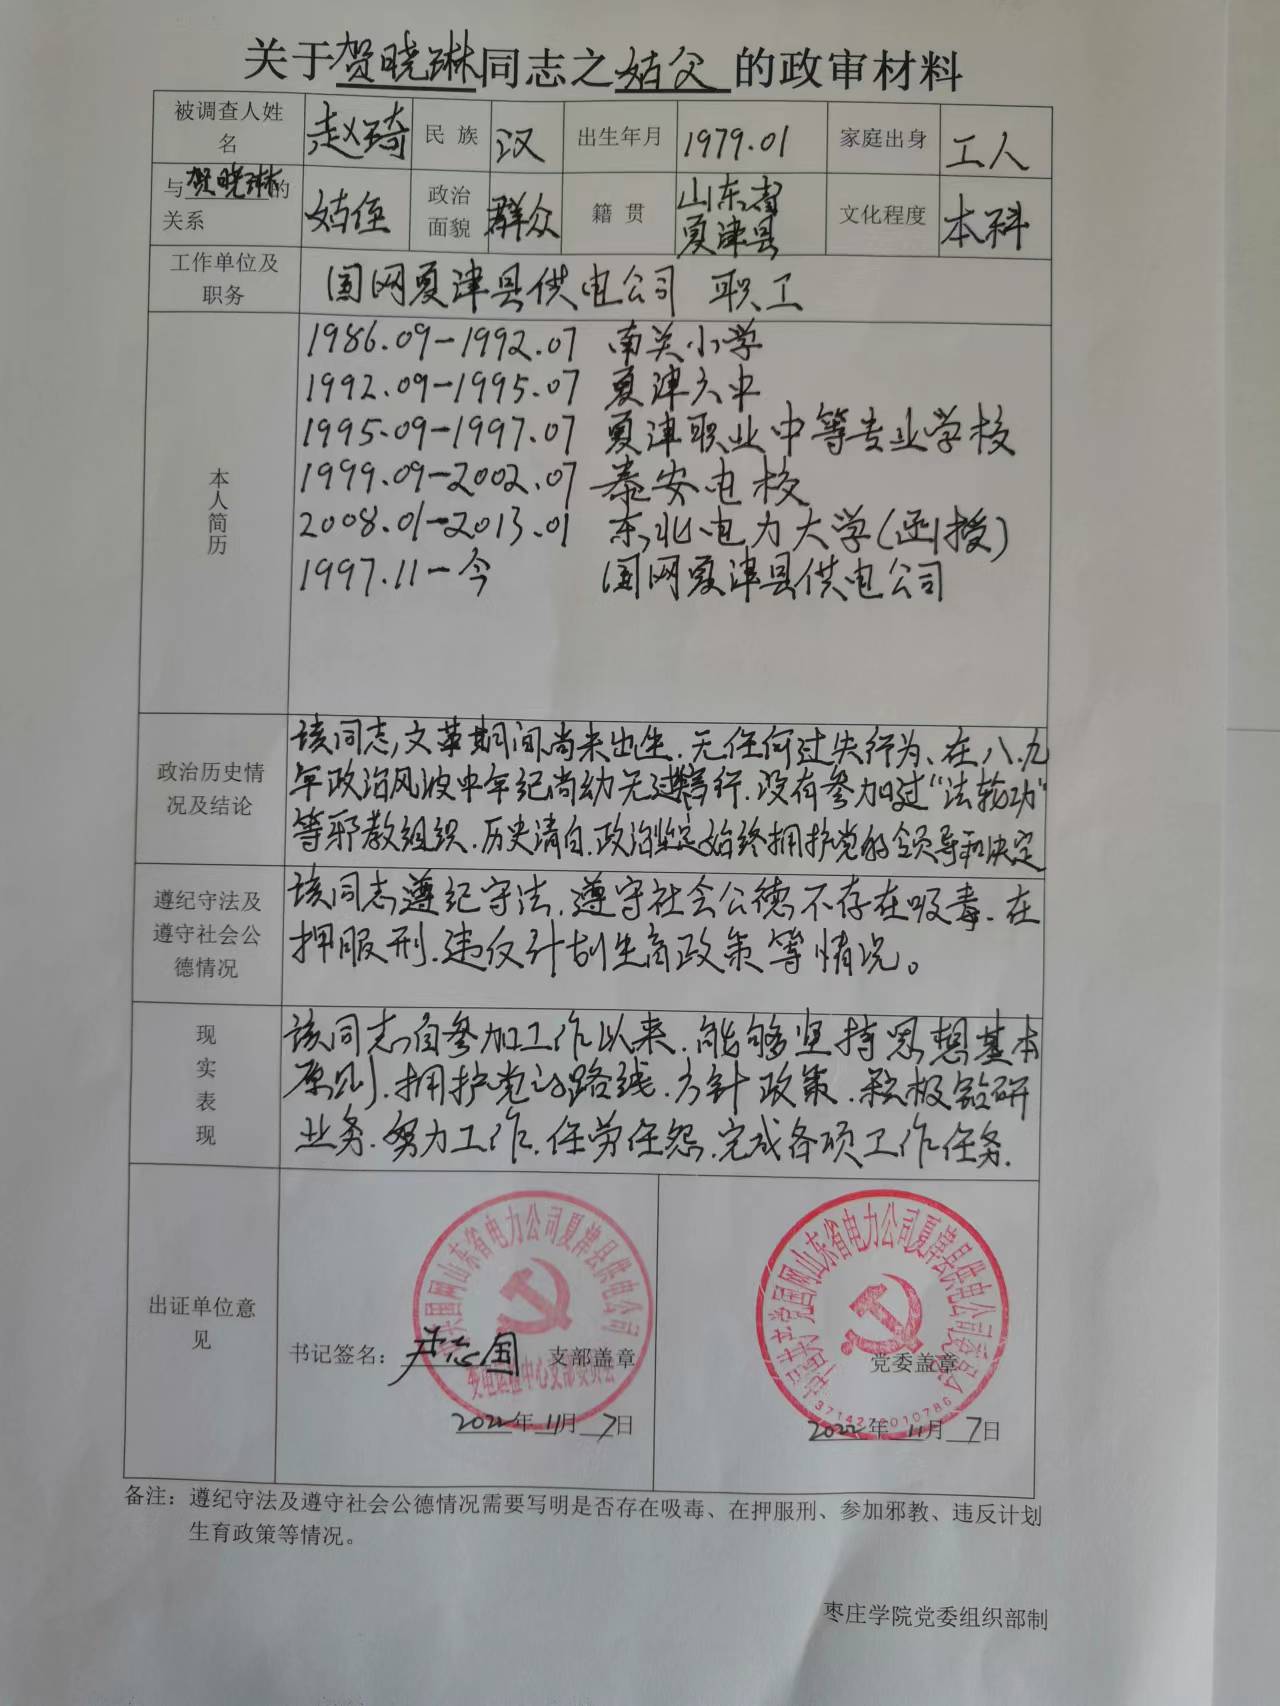 关于贺晓琳同志之姑父的政审材料
被调查人姓名 赵琦 民族 汉 出生年月 1979.01 家庭出身 工人
与贺晓琳的关系 姑侄 政治面貌 群众 籍贯 山东省夏津县 文化程度 本科
工作单位及职务 国网夏津县供电公司 职工
本人简历
1986.09-1992.07 南关小学
1992.09-1995.07 夏津六中
1995.09-1997.07 夏津职业中等专业学校
1999.09-2002.07 泰安电校
2008.01-2013.01 东北电力大学(函授)
1997.11-今 国网夏津县供电公司
政治历史情况及结论
该同志,文革期间尚未出生.无任何过失行为、在八.九
年政治风波中年纪尚幼无过言行.没有参加过“法轮功”
等邪教组织.历史清白.政治坚定始终拥护党的领导和决定
遵纪守法及遵守社会公德情况
该同志遵纪守法.遵守社会公德不存在吸毒.在
押服刑.违反计划生育政策等情况。
现实表现
该同志自参加工作以来.能够坚持思想基本
原则.拥护党的路线.方针政策.积极钻研
业务.努力工作.任劳任怨.完成各项工作任务.
出证单位意见
书记签名: 尹志国 支部盖章
2022年11月7日
党委盖章
2022年11月7日
国网山东省电力公司夏津县供电公司
变电运检中心支部委员会
中国共产党国网山东省电力公司夏津县供电公司委员会
备注: 遵纪守法及遵守社会公德情况需要写明是否存在吸毒、在押服刑、参加邪教、违反计划
生育政策等情况。
枣庄学院党委组织部制